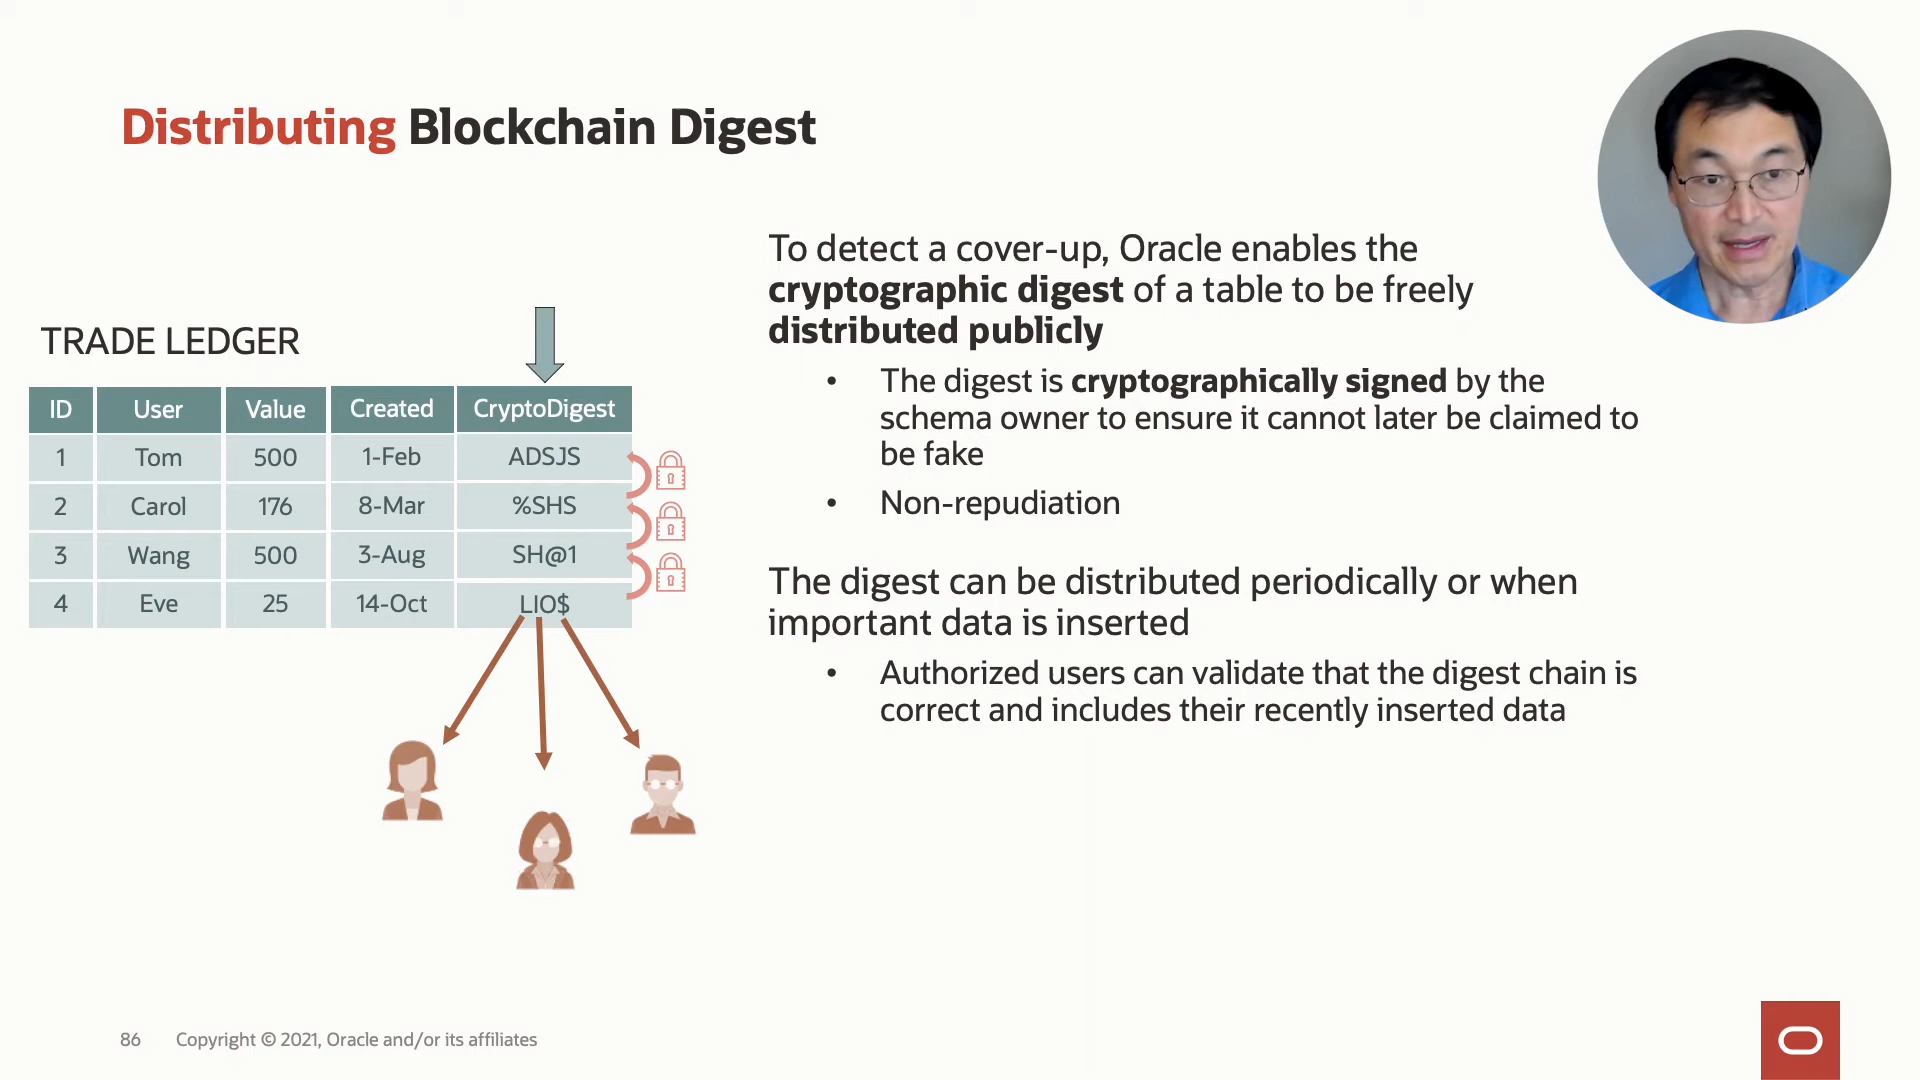 Distributing Blockchain Digest
TRADE LEDGER
ID User Value Created CryptoDigest
1 Tom 500 1-Feb ADSJS
2 Carol 176 8-Mar %SHS
3 Wang 500 3-Aug SH@1
4 Eve 25 14-Oct LIO$
To detect a cover-up, Oracle enables the
cryptographic digest of a table to be freely
distributed publicly
• The digest is cryptographically signed by the
schema owner to ensure it cannot later be claimed to
be fake
• Non-repudiation
The digest can be distributed periodically or when
important data is inserted
• Authorized users can validate that the digest chain is
correct and includes their recently inserted data
86 Copyright © 2021, Oracle and/or its affiliates